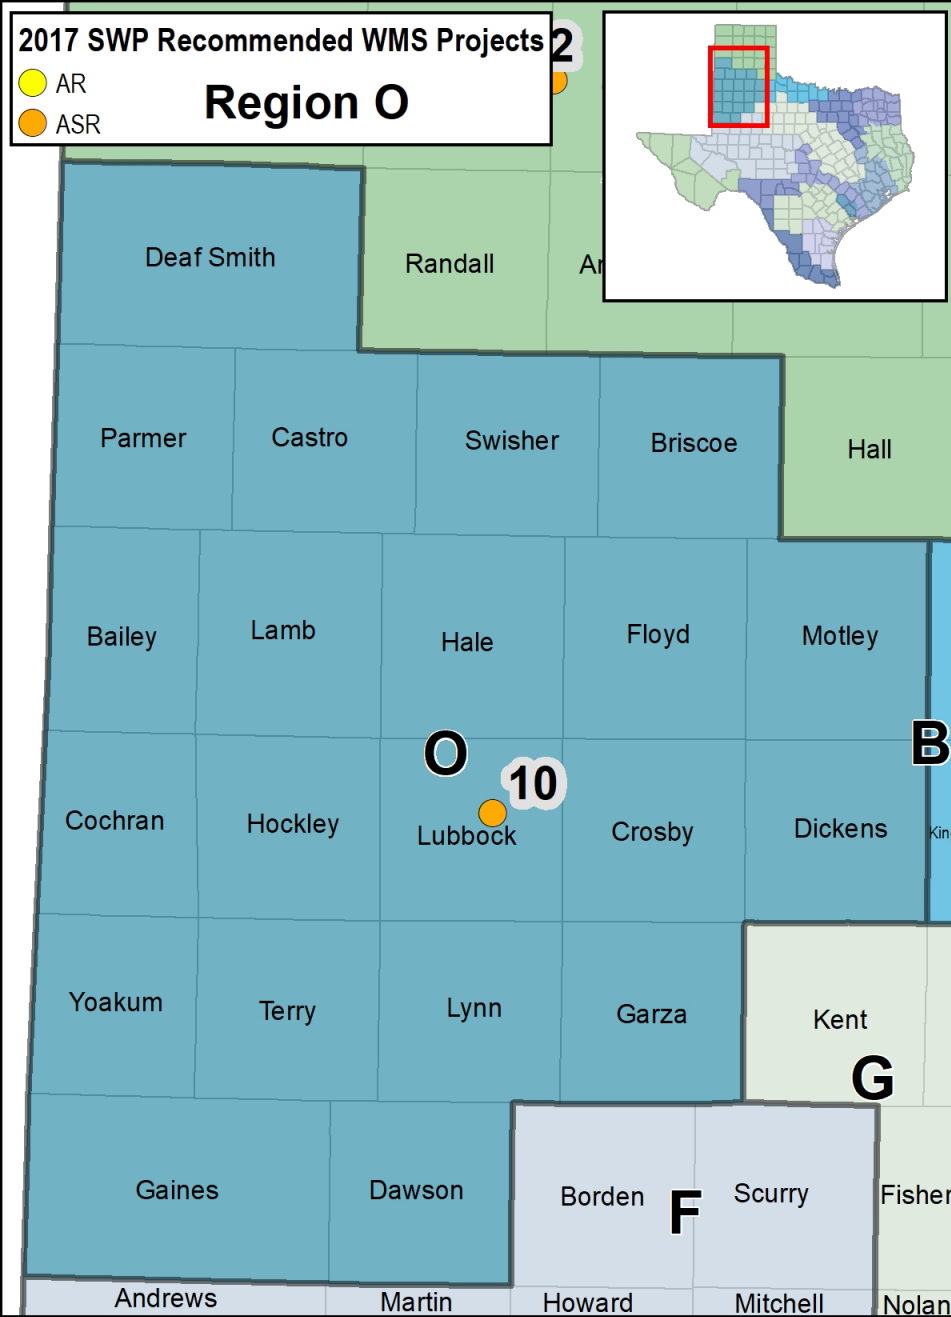 2017 SWP Recommended WMS Projects
AR
ASR
Region O
2
Deaf Smith
Randall
Ar
Parmer
Castro
Swisher
Briscoe
Hall
Bailey
Lamb
Hale
Floyd
Motley
O
B
10
Cochran
Hockley
Lubbock
Crosby
Dickens
Kin
Yoakum
Terry
Lynn
Garza
Kent
G
Gaines
Dawson
Borden
F
Scurry
Fisher
Andrews
Martin
Howard
Mitchell
Nolan